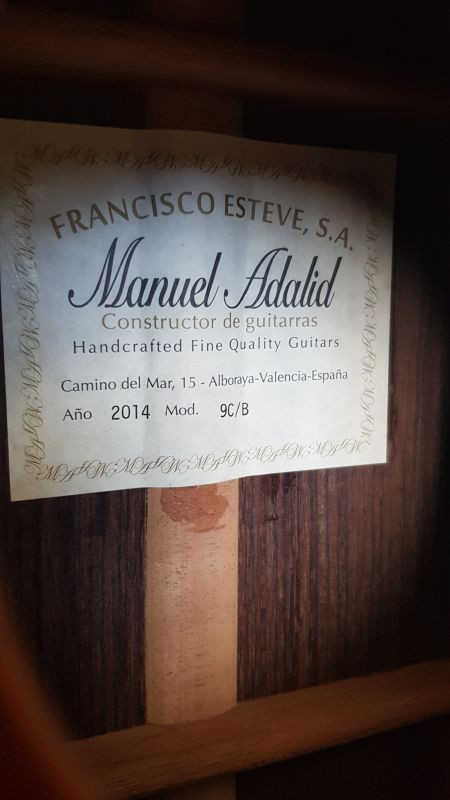 FRANCISCO ESTEVE, S.A.
Manuel Adalid
Constructor de guitarras
Handcrafted Fine Quality Guitars
Camino del Mar, 15 - Alboraya-Valencia-España
Año 2014 Mod. 9C/B